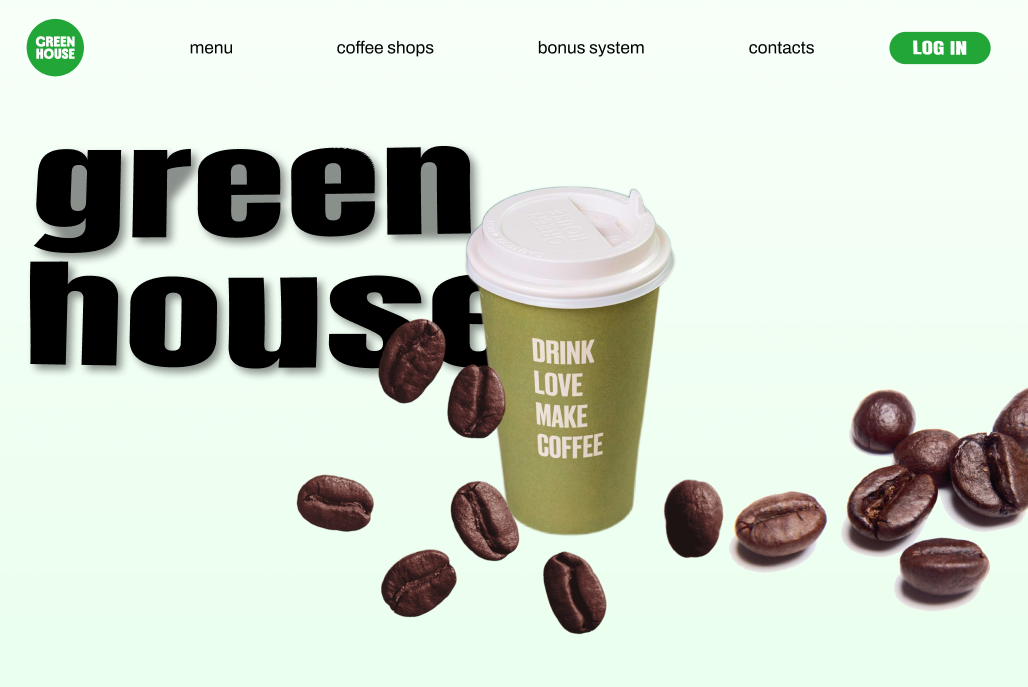 GREEN
HOUSE
menu
coffee shops
bonus system
contacts
LOG IN
green
house
DRINK
LOVE
MAKE
COFFEE